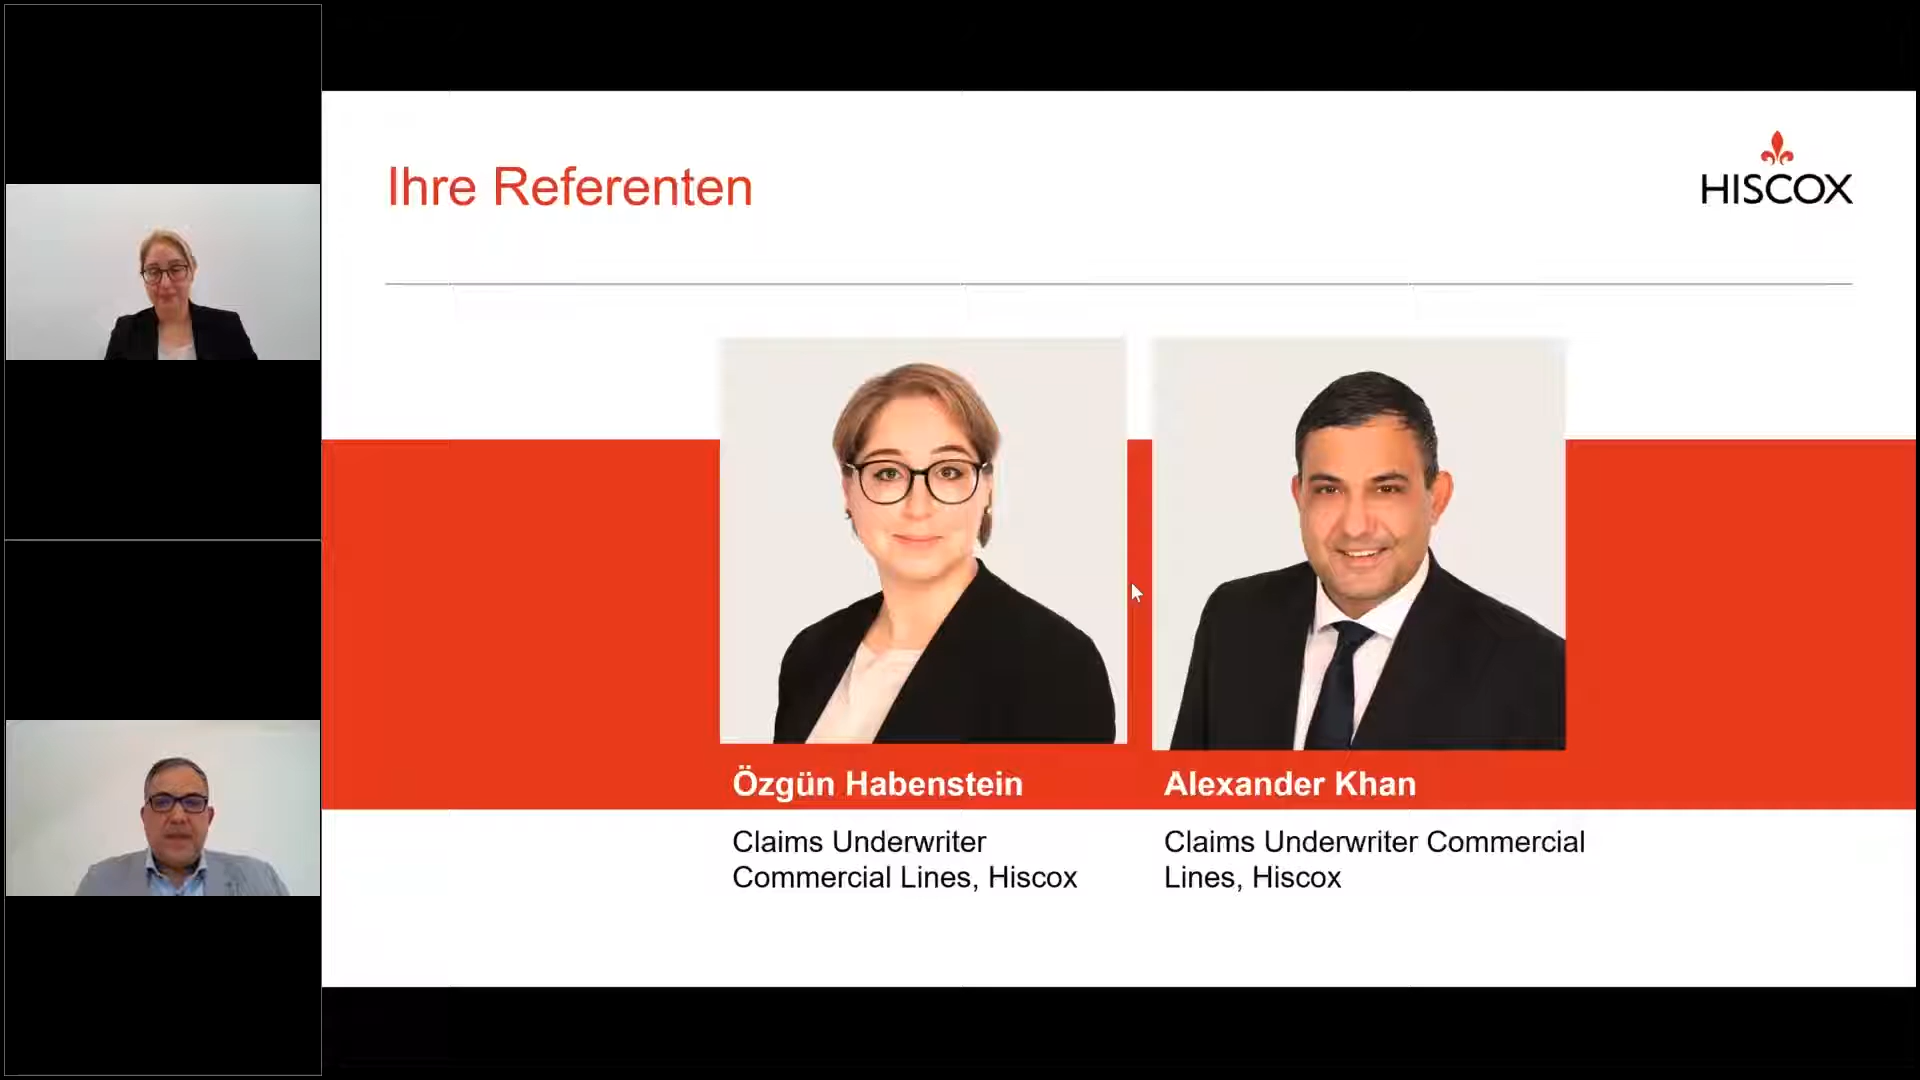 Ihre Referenten
HISCOX
Özgün Habenstein
Claims Underwriter
Commercial Lines, Hiscox
Alexander Khan
Claims Underwriter Commercial
Lines, Hiscox